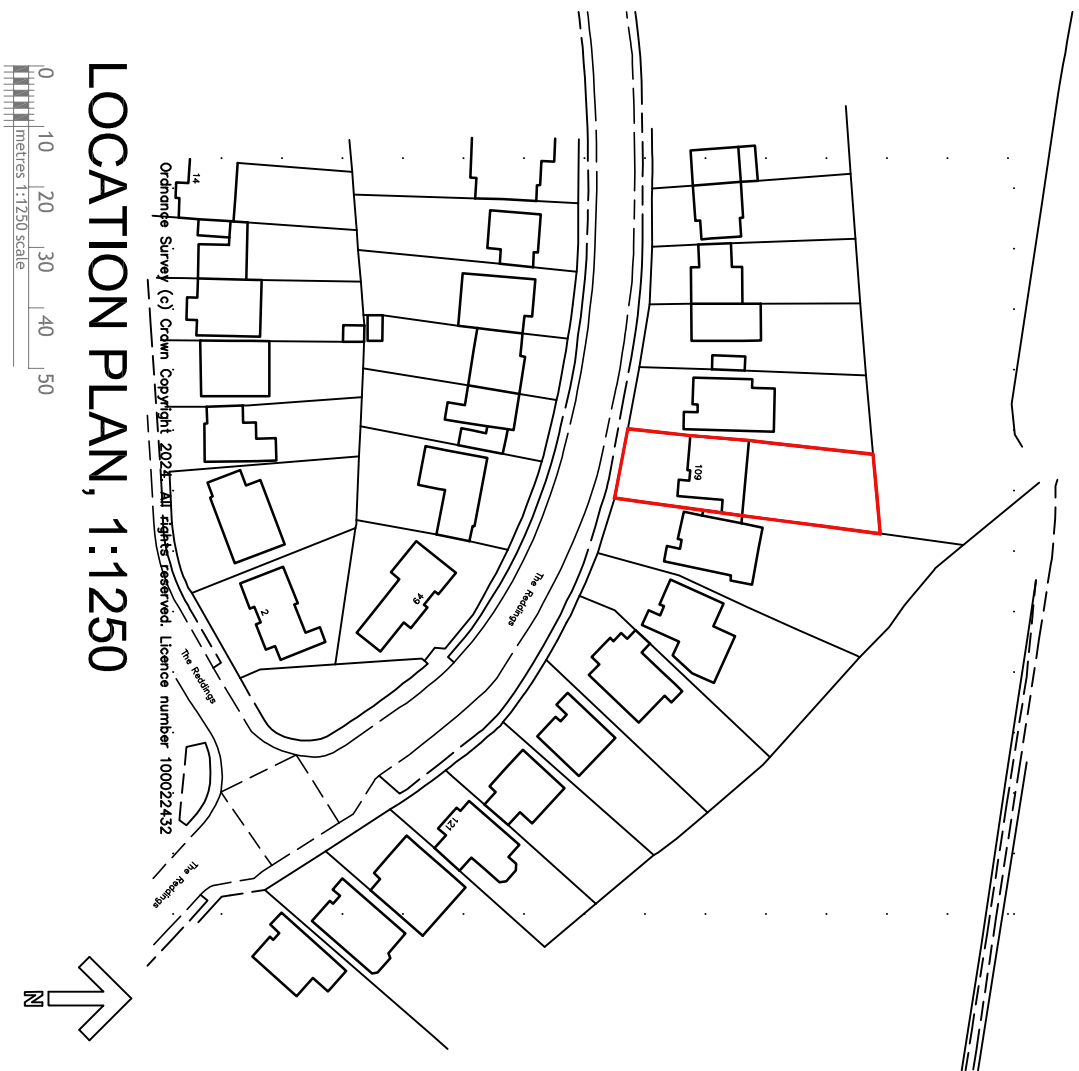 LOCATION PLAN, 1:1250
0 10 20 30 40 50
metres 1:1250 scale
Ordnance Survey (c) Crown Copyright 2024. All rights reserved. Licence number 100022432
14
2
64
109
121
The Reddings
The Reddings
The Reddings
N